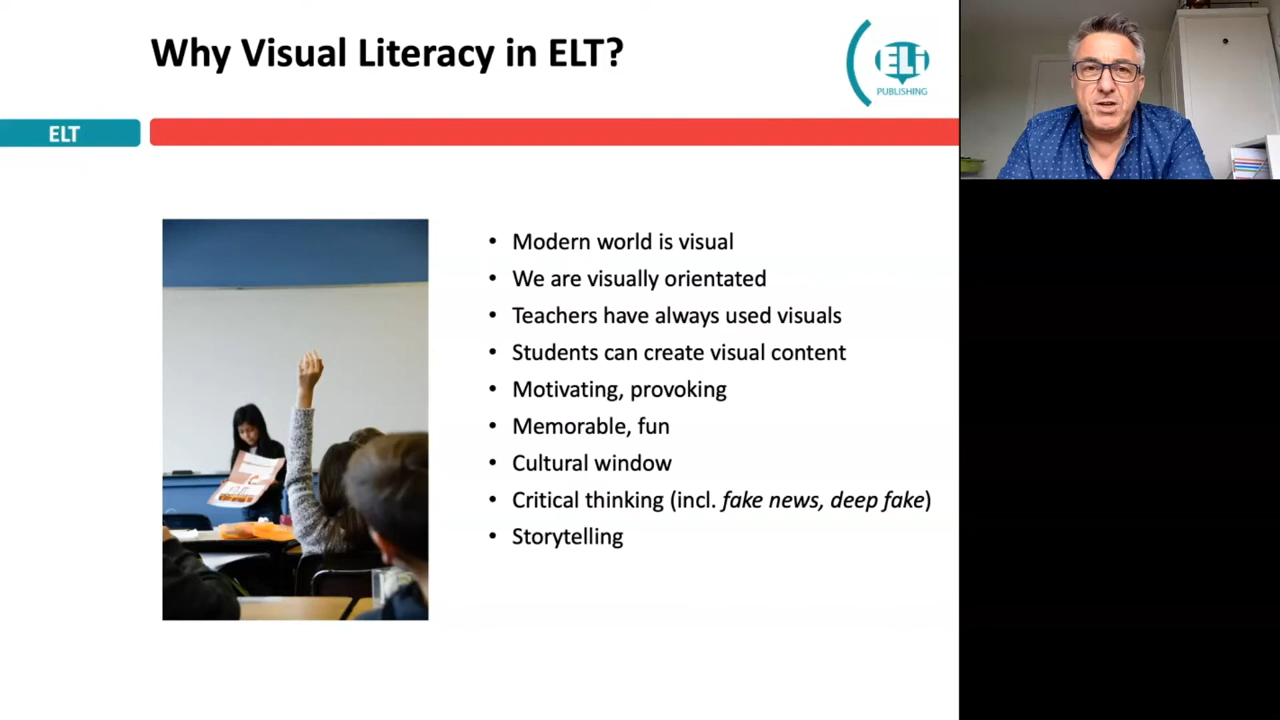 Why Visual Literacy in ELT?
ELi
PUBLISHING
ELT
• Modern world is visual
• We are visually orientated
• Teachers have always used visuals
• Students can create visual content
• Motivating, provoking
• Memorable, fun
• Cultural window
• Critical thinking (incl. fake news, deep fake)
• Storytelling